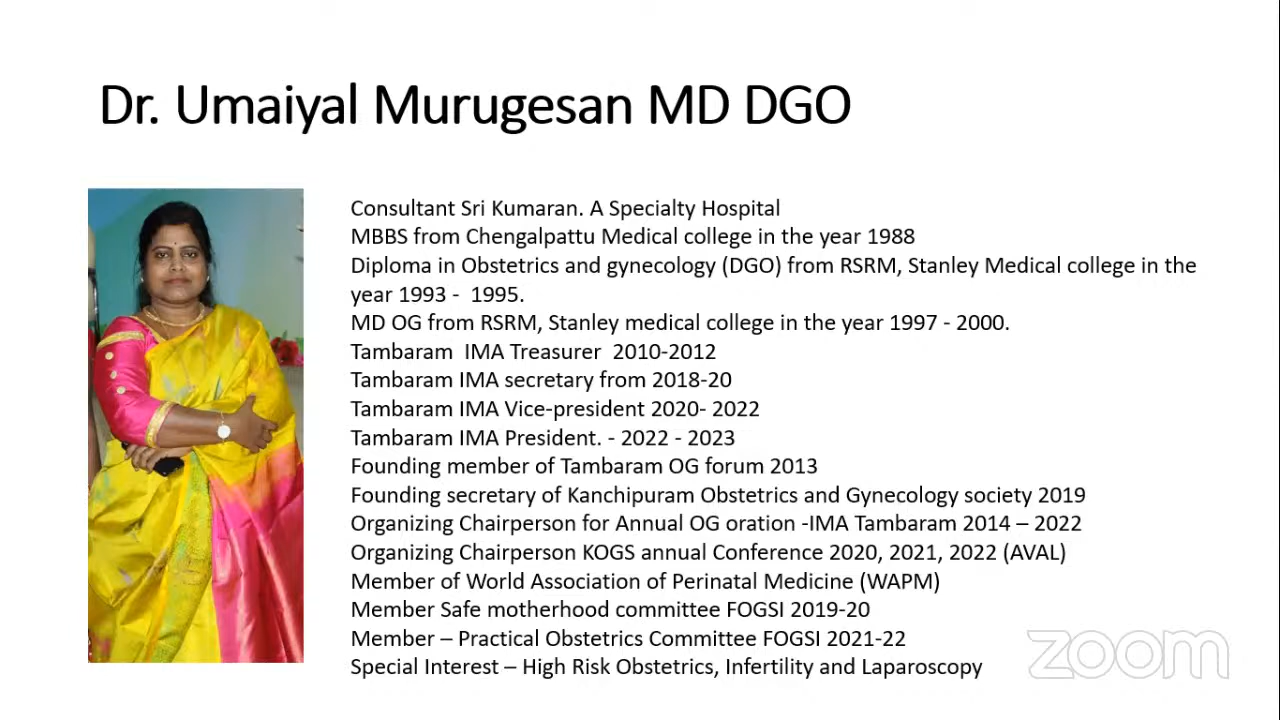 Dr. Umaiyal Murugesan MD DGO
Consultant Sri Kumaran. A Specialty Hospital
MBBS from Chengalpattu Medical college in the year 1988
Diploma in Obstetrics and gynecology (DGO) from RSRM, Stanley Medical college in the
year 1993 -  1995.
MD OG from RSRM, Stanley medical college in the year 1997 - 2000.
Tambaram  IMA Treasurer  2010-2012
Tambaram IMA secretary from 2018-20
Tambaram IMA Vice-president 2020- 2022
Tambaram IMA President. - 2022 - 2023
Founding member of Tambaram OG forum 2013
Founding secretary of Kanchipuram Obstetrics and Gynecology society 2019
Organizing Chairperson for Annual OG oration -IMA Tambaram 2014 – 2022
Organizing Chairperson KOGS annual Conference 2020, 2021, 2022 (AVAL)
Member of World Association of Perinatal Medicine (WAPM)
Member Safe motherhood committee FOGSI 2019-20
Member – Practical Obstetrics Committee FOGSI 2021-22
Special Interest – High Risk Obstetrics, Infertility and Laparoscopy
zoom